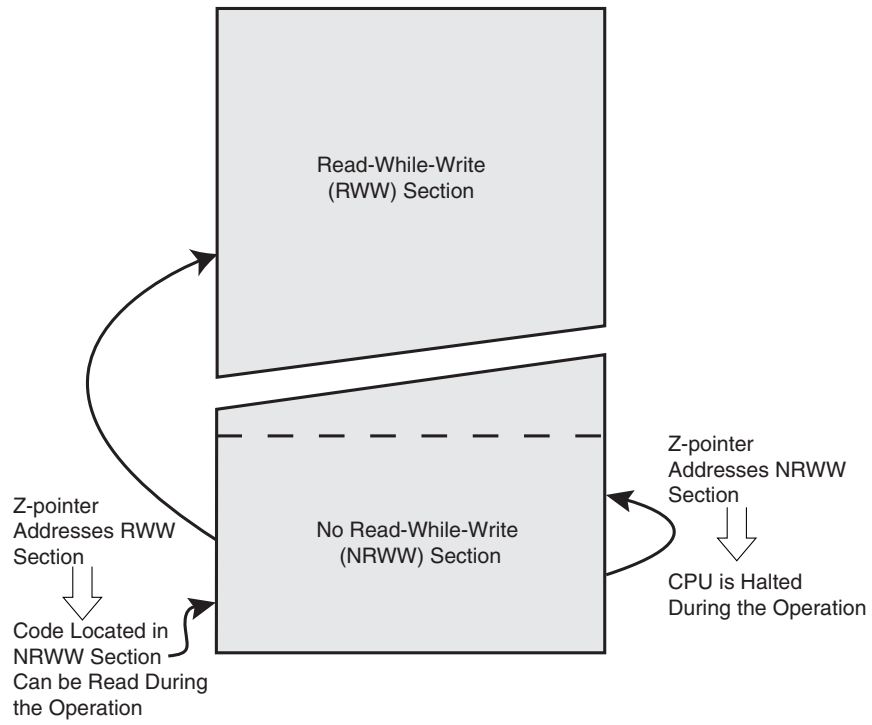 Read-While-Write
(RWW) Section
Z-pointer
Addresses NRWW
Section
Z-pointer
Addresses RWW
Section
No Read-While-Write
(NRWW) Section
CPU is Halted
During the Operation
Code Located in
NRWW Section
Can be Read During
the Operation